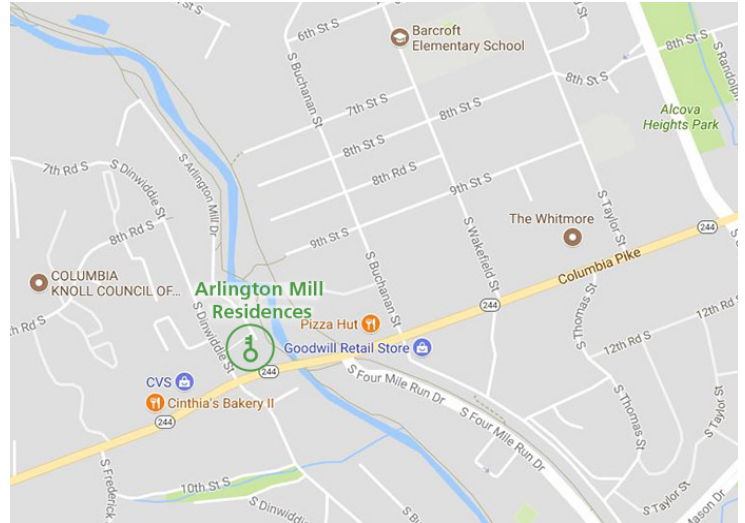 6th St S
Barcroft
Elementary School
8th St S
S Randolph
7th St S
S Buchanan St
Alcova
Heights Park
8th St S
7th Rd S
S Dinwiddie St
S Arlington Mill Dr
8th Rd S
9th St S
S Taylor St
8th Rd S
S Wakefield St
The Whitmore
9th St S
244
COLUMBIA
KNOLL COUNCIL OF...
Columbia Pike
S Buchanan St
Arlington Mill
Residences
244
h Rd S
Pizza Hut
S Thomas St
12th Rd S
S Dinwiddie St
Goodwill Retail Store
12th Rd S
244
S Four Mile Run Dr
CVS
Cinthia's Bakery II
244
S Four Mile Run Dr
S Thomas St
S Taylor St
S Frederick
10th St S
S Dinwiddie
S Bu
S Taylor St
Mason Dr